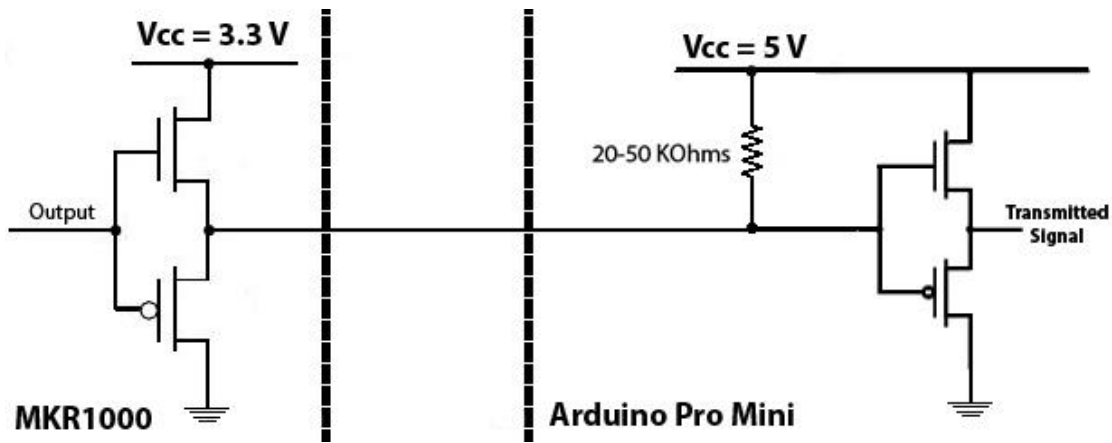 Vcc = 3.3 V
Vcc = 5 V
20-50 KOhms
Output
Transmitted
Signal
MKR1000
Arduino Pro Mini